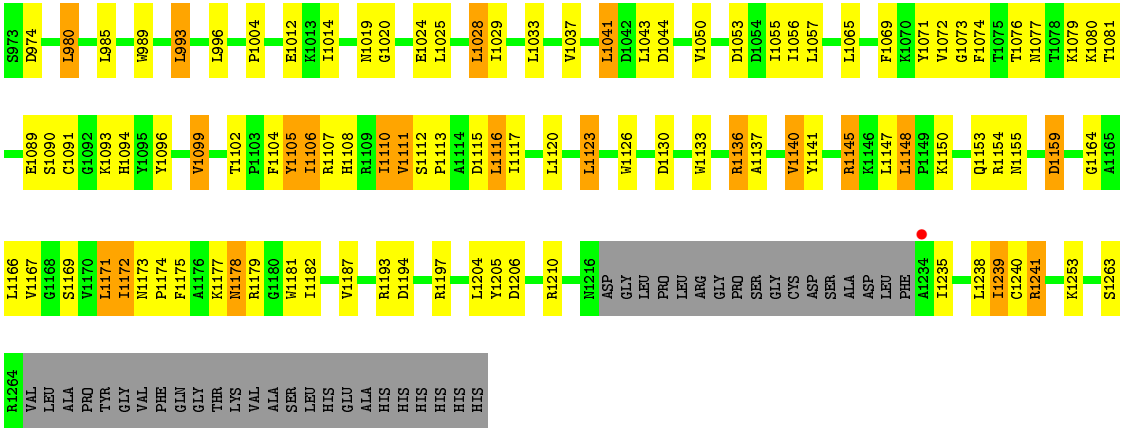 S973 D974 L980 L985 W989 L993 L996 P1004 E1012 K1013 I1014 N1019 G1020 E1024 L1025 L1028 I1029 L1033 V1037 L1041 D1042 L1043 D1044 V1050 D1053 D1054 I1055 I1056 L1057 L1065 F1069 K1070 Y1071 V1072 G1073 F1074 T1075 T1076 N1077 T1078 K1079 K1080 T1081
E1089 S1090 C1091 G1092 K1093 H1094 Y1095 Y1096 V1099 T1102 P1103 F1104 Y1105 I1106 R1107 H1108 R1109 I1110 V1111 S1112 P1113 A1114 D1115 L1116 I1117 L1120 L1123 W1126 D1130 W1133 R1136 A1137 V1140 Y1141 R1145 K1146 L1147 L1148 P1149 K1150 Q1153 R1154 N1155 D1159 G1164 A1165
L1166 V1167 G1168 S1169 V1170 L1171 I1172 N1173 P1174 F1175 A1176 K1177 N1178 R1179 G1180 W1181 I1182 V1187 R1193 D1194 R1197 L1204 Y1205 D1206 R1210 N1216 ASP GLY LEU PRO LEU ARG GLY PRO SER GLY CYS ASP SER ALA ASP LEU PHE A1234 I1235 L1238 I1239 C1240 R1241 K1253 S1263
R1264 VAL LEU ALA PRO TYR GLY VAL PHE GLN GLY THR LYS VAL ALA SER LEU HIS GLU ALA HIS HIS HIS HIS HIS HIS